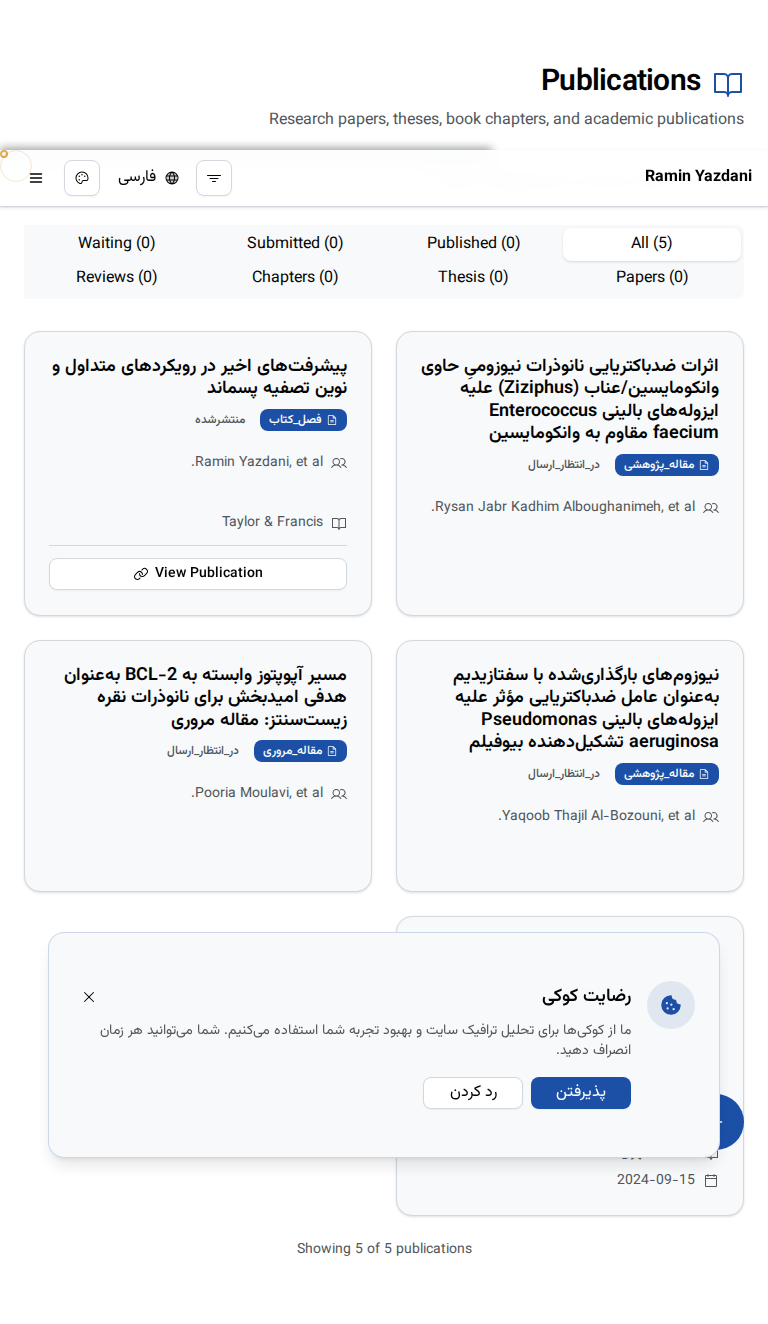 Publications
Research papers, theses, book chapters, and academic publications
Ramin Yazdani
فارسی
All (5)
Published (0)
Submitted (0)
Waiting (0)
Papers (0)
Thesis (0)
Chapters (0)
Reviews (0)
اثرات ضدباکتریایی نانوذرات نیوزومیِ حاوی
وانکومایسین/عناب (Ziziphus) علیه
ایزوله‌های بالینی Enterococcus
faecium مقاوم به وانکومایسین
مقاله_پژوهشی
در_انتظار_ارسال
Rysan Jabr Kadhim Alboughanimeh, et al.
پیشرفت‌های اخیر در رویکردهای متداول و
نوین تصفیه پسماند
فصل_کتاب
منتشرشده
Ramin Yazdani, et al.
Taylor & Francis
View Publication
نیوزوم‌های بارگذاری‌شده با سفتازیدیم
به‌عنوان عامل ضدباکتریایی مؤثر علیه
ایزوله‌های بالینی Pseudomonas
aeruginosa تشکیل‌دهنده بیوفیلم
مقاله_پژوهشی
در_انتظار_ارسال
Yaqoob Thajil Al-Bozouni, et al.
مسیر آپوپتوز وابسته به BCL-2 به‌عنوان
هدفی امیدبخش برای نانوذرات نقره
زیست‌سنتز: مقاله مروری
مقاله_مروری
در_انتظار_ارسال
Pooria Moulavi, et al.
رضایت کوکی
ما از کوکی‌ها برای تحلیل ترافیک سایت و بهبود تجربه شما استفاده می‌کنیم. شما می‌توانید هر زمان
انصراف دهید.
پذیرفتن
رد کردن
2024-09-15
Showing 5 of 5 publications